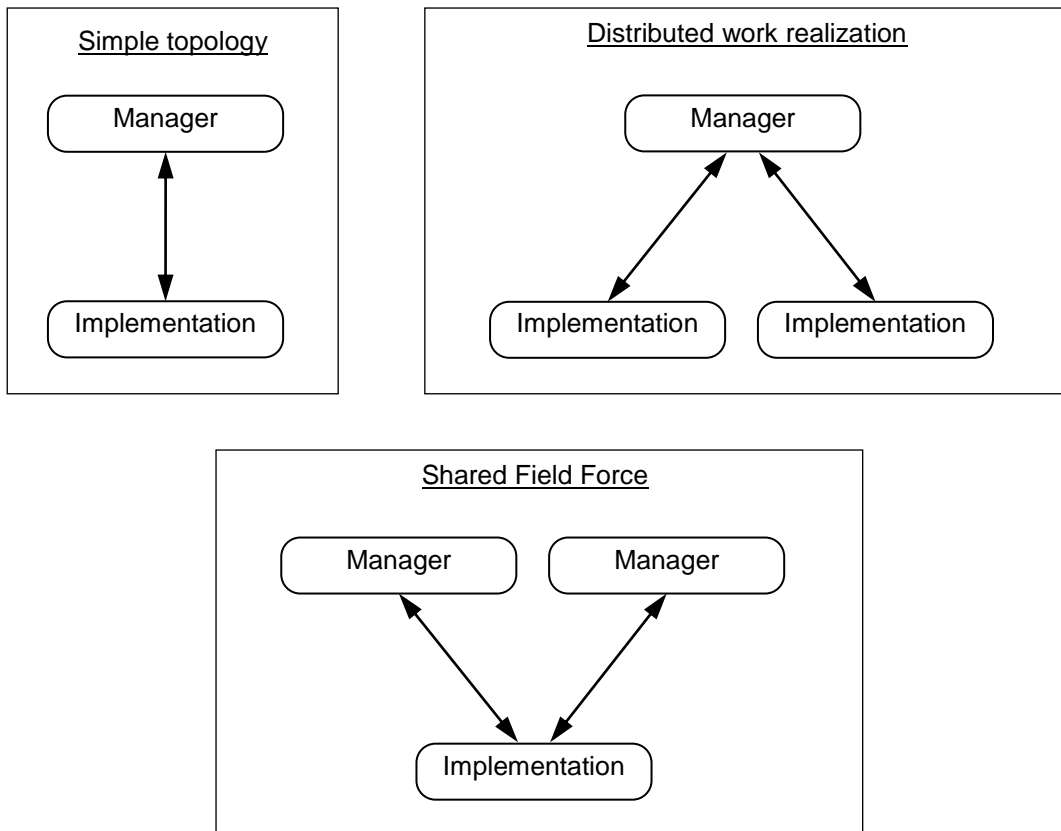 Simple topology
Manager
Implementation
Distributed work realization
Manager
Implementation
Implementation
Shared Field Force
Manager
Manager
Implementation